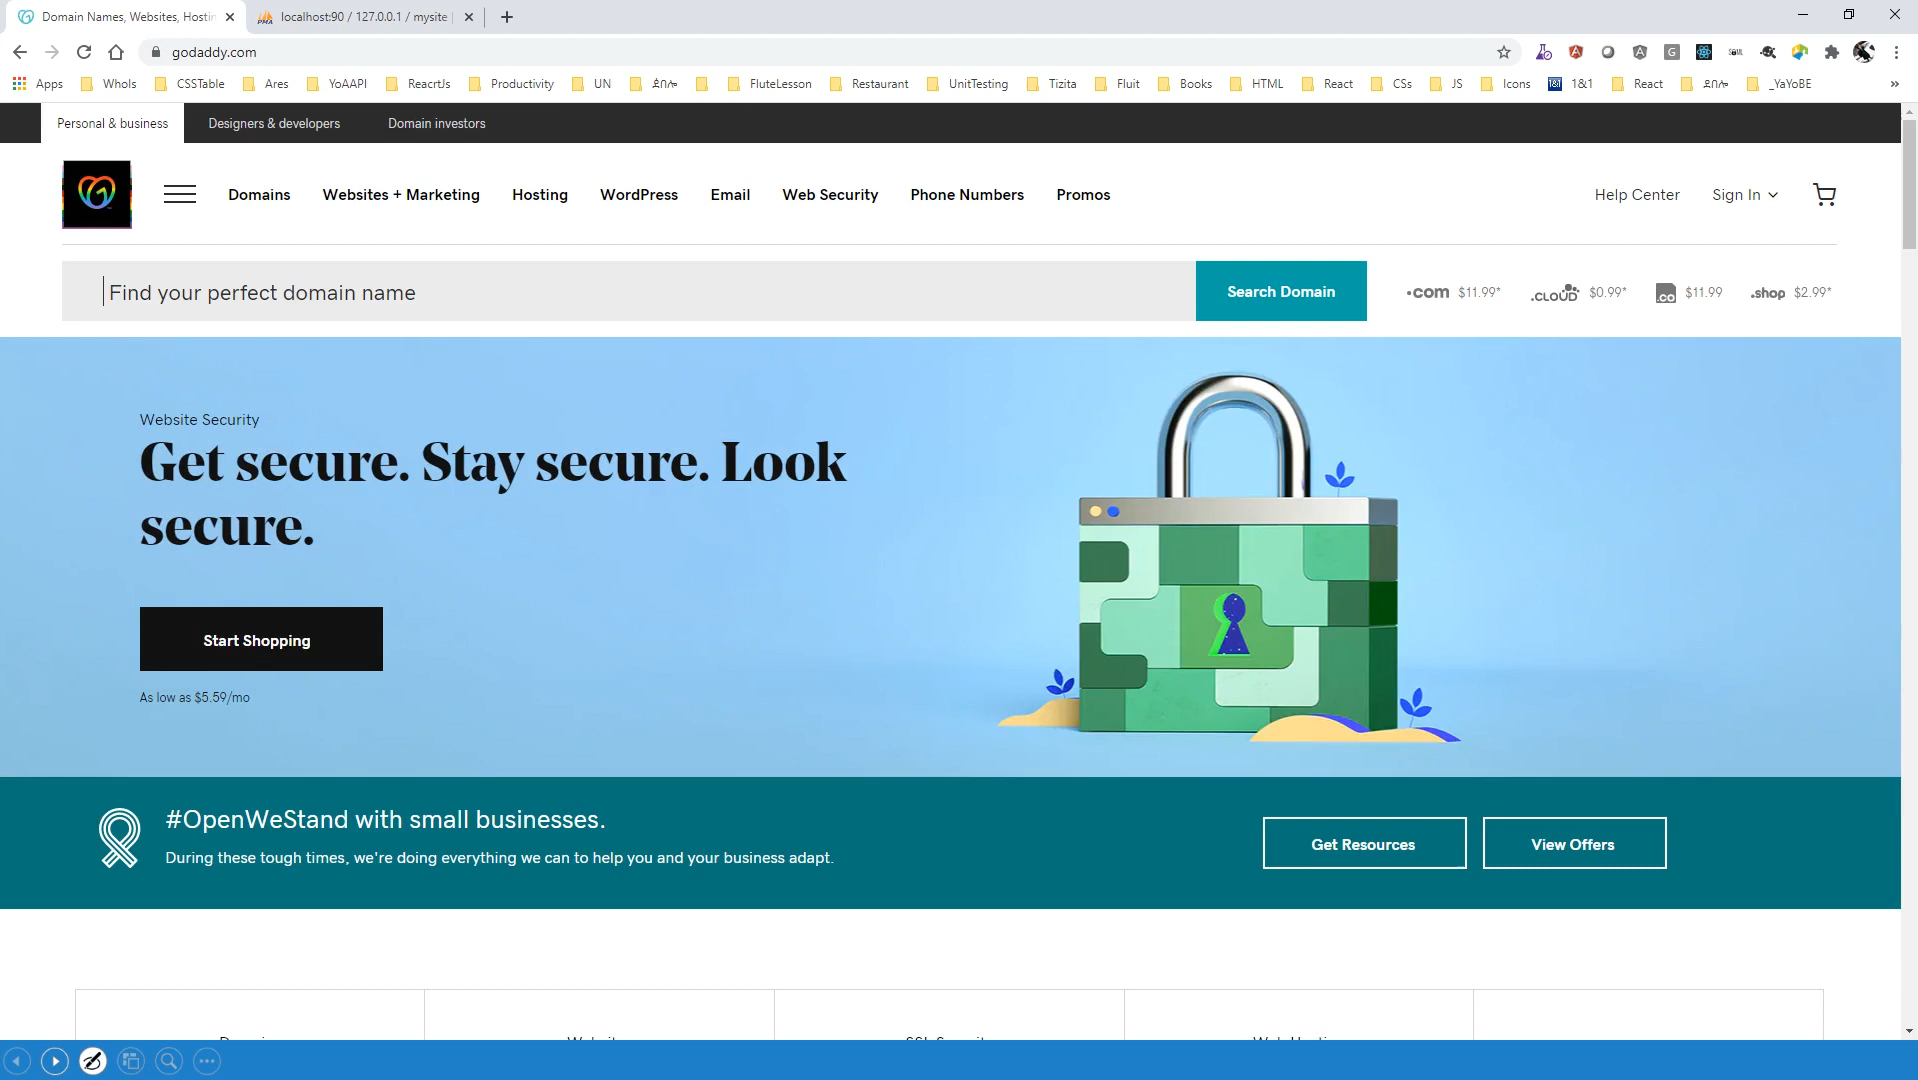 Domain Names, Websites, Hostin
localhost:90 / 127.0.0.1 / mysite
godaddy.com
Apps WhoIs CSSTable Ares YoAAPI ReacrtJs Productivity UN ደበሎ FluteLesson Restaurant UnitTesting Tizita Fluit Books HTML React CSs JS Icons 1&1 React ደበሎ _YaYoBE
Personal & business Designers & developers Domain investors
Domains Websites + Marketing Hosting WordPress Email Web Security Phone Numbers Promos Help Center Sign In
Find your perfect domain name Search Domain .com $11.99* .CLOUD $0.99* .co $11.99 .shop $2.99*
Website Security
Get secure. Stay secure. Look
secure.
Start Shopping
As low as $5.59/mo
#OpenWeStand with small businesses.
During these tough times, we're doing everything we can to help you and your business adapt.
Get Resources View Offers